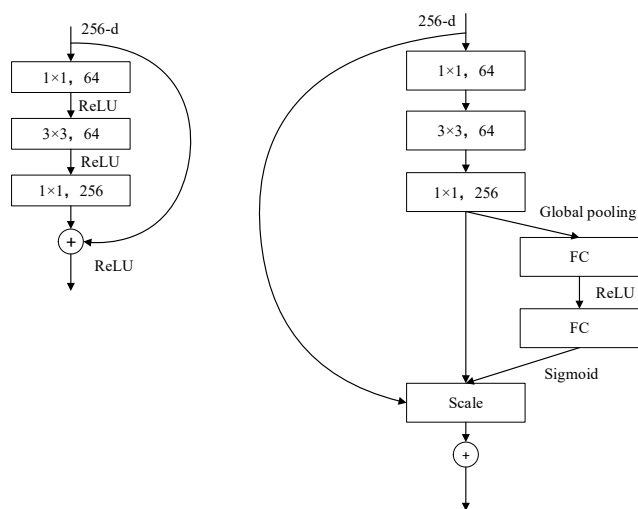 256-d
1×1，64
ReLU
3×3，64
ReLU
1×1，256
+
ReLU
256-d
1×1，64
3×3，64
1×1，256
Global pooling
FC
ReLU
FC
Sigmoid
Scale
+